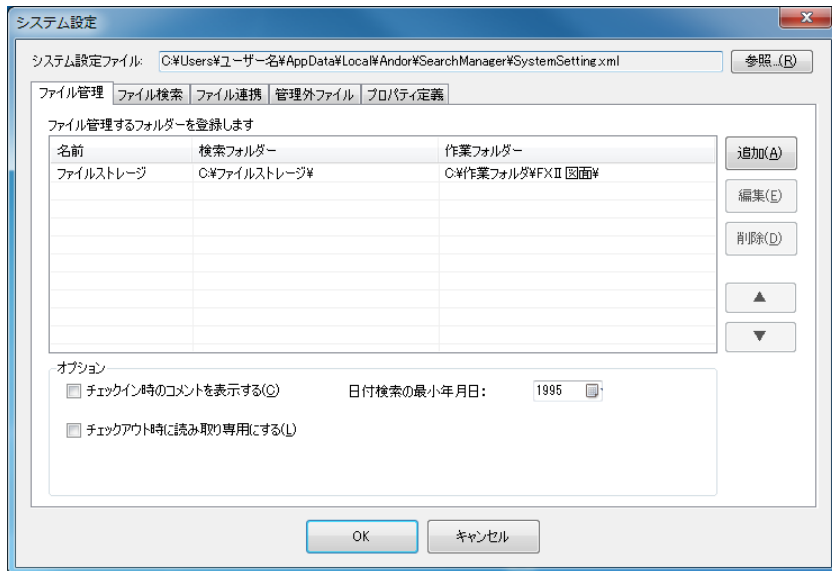 システム設定
システム設定ファイル: C:¥Users¥ユーザー名¥AppData¥Local¥Andor¥SearchManager¥SystemSetting.xml 参照...(R)
ファイル管理 ファイル検索 ファイル連携 管理外ファイル プロパティ定義
ファイル管理するフォルダーを登録します
名前 検索フォルダー 作業フォルダー
ファイルストレージ C:¥ファイルストレージ¥ C:¥作業フォルダ¥FXⅡ図面¥
追加(A)
編集(E)
削除(D)
▲
▼
オプション
チェックイン時のコメントを表示する(C) 日付検索の最小年月日: 1995
チェックアウト時に読み取り専用にする(L)
OK キャンセル